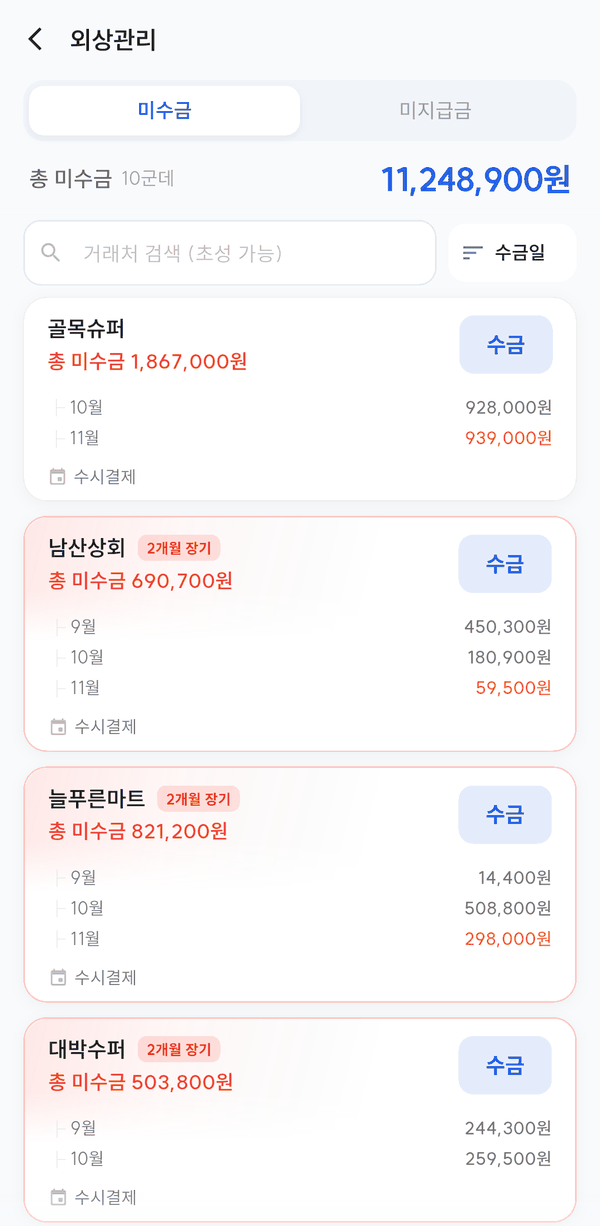 외상관리
미수금 미지급금
총 미수금 10군데 11,248,900원
거래처 검색 (초성 가능) 수금일
골목슈퍼
총 미수금 1,867,000원
수금
10월 928,000원
11월 939,000원
수시결제
남산상회 2개월 장기
총 미수금 690,700원
수금
9월 450,300원
10월 180,900원
11월 59,500원
수시결제
늘푸른마트 2개월 장기
총 미수금 821,200원
수금
9월 14,400원
10월 508,800원
11월 298,000원
수시결제
대박수퍼 2개월 장기
총 미수금 503,800원
수금
9월 244,300원
10월 259,500원
수시결제